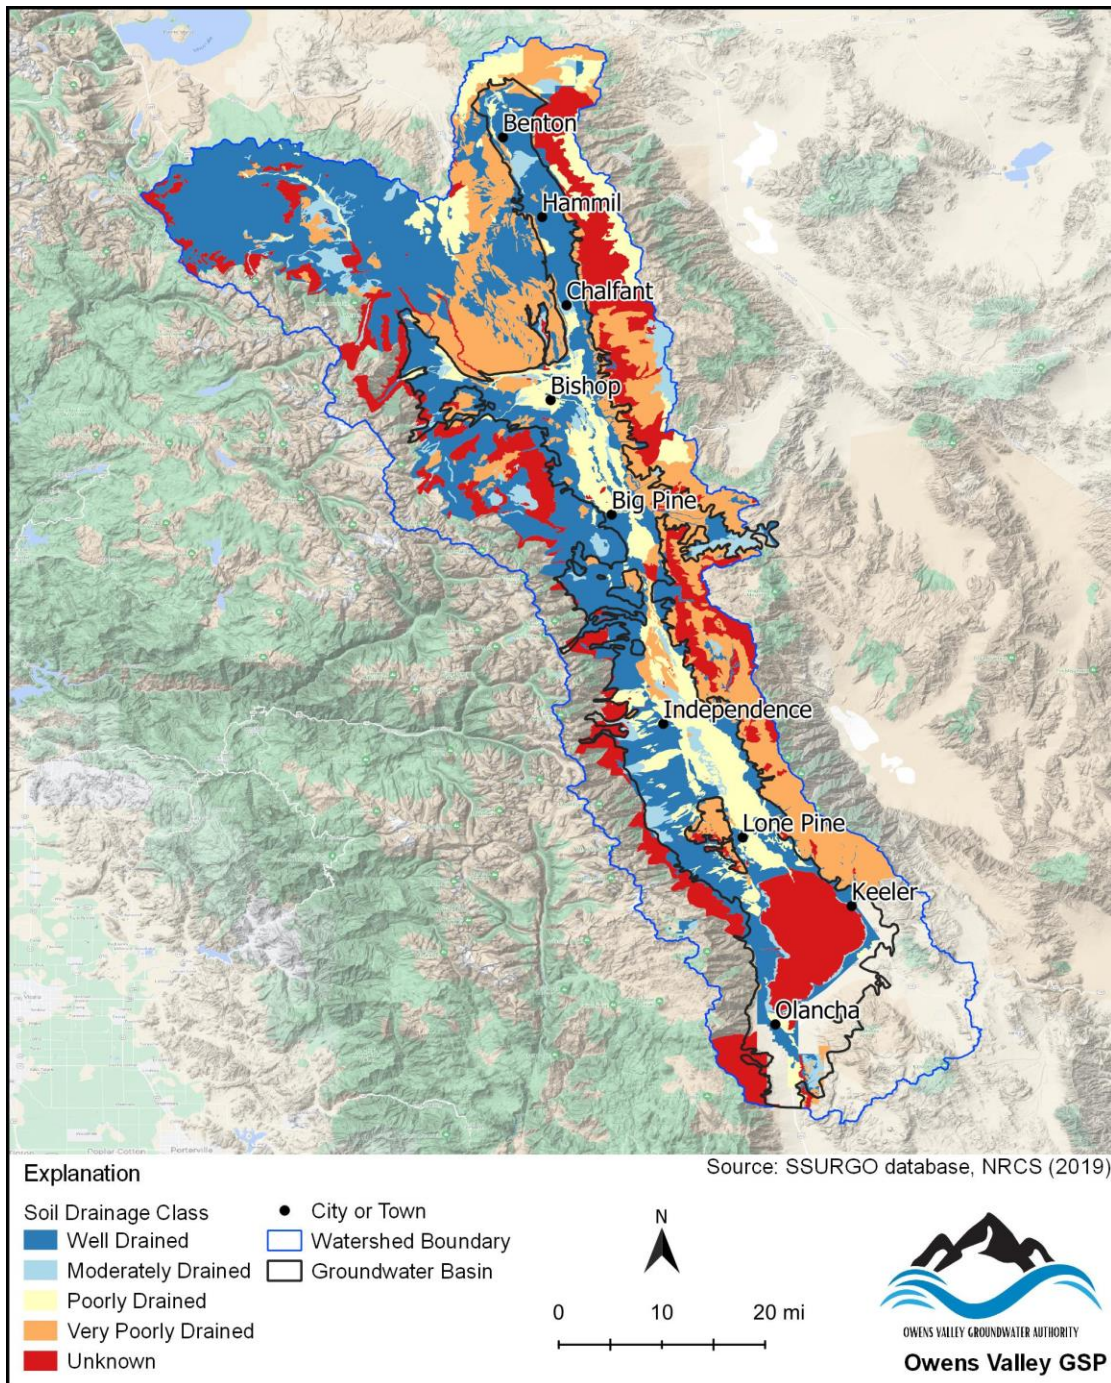 Benton
Hammil
Chalfant
Bishop
Big Pine
Independence
Lone Pine
Keeler
Olancha
Porterville
Source: SSURGO database, NRCS (2019)
Explanation
Soil Drainage Class
Well Drained
Moderately Drained
Poorly Drained
Very Poorly Drained
Unknown
City or Town
Watershed Boundary
Groundwater Basin
N
0 10 20 mi
OWENS VALLEY GROUNDWATER AUTHORITY
Owens Valley GSP